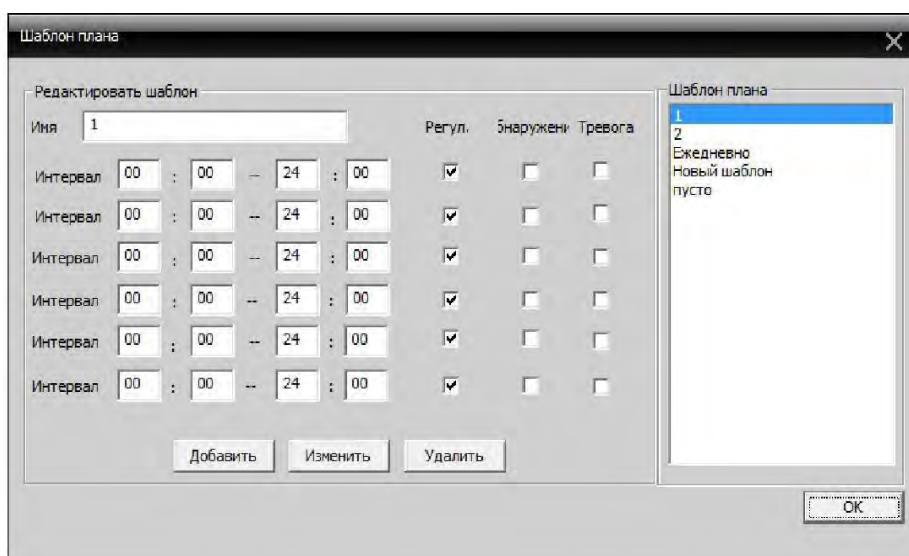 Шаблон плана
Редактировать шаблон
Имя 1 Регул. бнаружени Тревога
Интервал 00 : 00 -- 24 : 00
Интервал 00 : 00 -- 24 : 00
Интервал 00 : 00 -- 24 : 00
Интервал 00 : 00 -- 24 : 00
Интервал 00 : 00 -- 24 : 00
Интервал 00 : 00 -- 24 : 00
Добавить Изменить Удалить
Шаблон плана
1
2
Ежедневно
Новый шаблон
пусто
OK